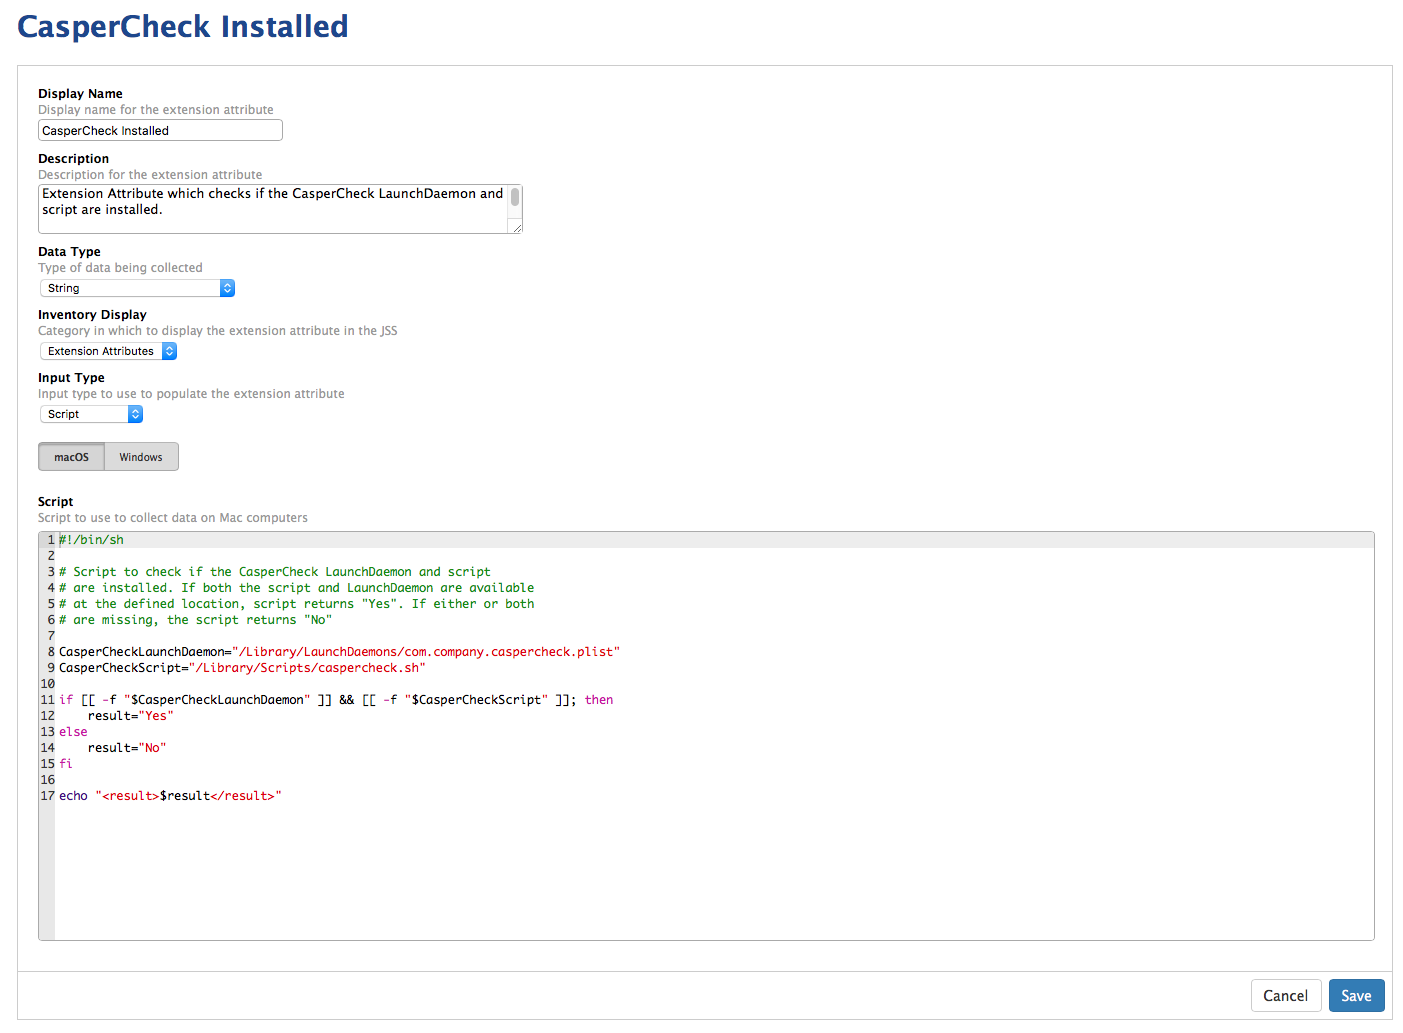 CasperCheck Installed
Display Name
Display name for the extension attribute
CasperCheck Installed
Description
Description for the extension attribute
Extension Attribute which checks if the CasperCheck LaunchDaemon and
script are installed.
Data Type
Type of data being collected
String
Inventory Display
Category in which to display the extension attribute in the JSS
Extension Attributes
Input Type
Input type to use to populate the extension attribute
Script
macOS Windows
Script
Script to use to collect data on Mac computers
1 #!/bin/sh
2
3 # Script to check if the CasperCheck LaunchDaemon and script
4 # are installed. If both the script and LaunchDaemon are available
5 # at the defined location, script returns "Yes". If either or both
6 # are missing, the script returns "No"
7
8 CasperCheckLaunchDaemon="/Library/LaunchDaemons/com.company.caspercheck.plist"
9 CasperCheckScript="/Library/Scripts/caspercheck.sh"
10
11 if [[ -f "$CasperCheckLaunchDaemon" ]] && [[ -f "$CasperCheckScript" ]]; then
12     result="Yes"
13 else
14     result="No"
15 fi
16
17 echo "<result>$result</result>"
Cancel Save